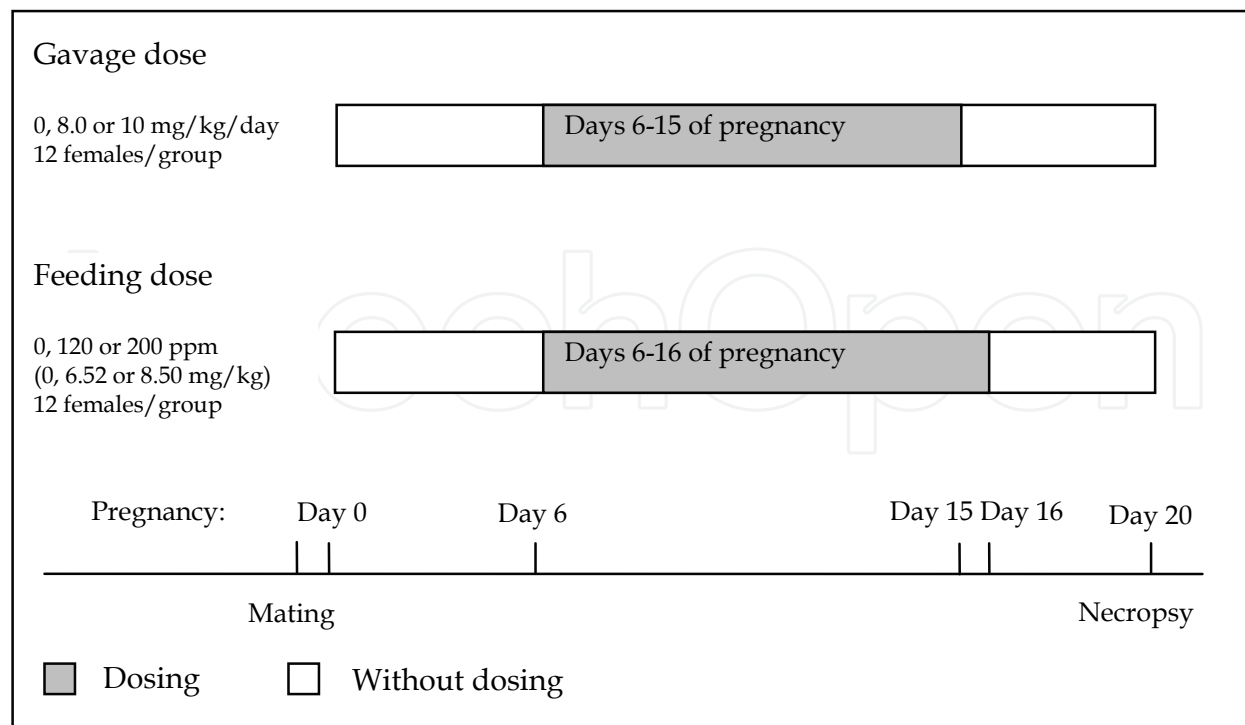 Gavage dose
0, 8.0 or 10 mg/kg/day
12 females/group
Days 6-15 of pregnancy
Feeding dose
0, 120 or 200 ppm
(0, 6.52 or 8.50 mg/kg)
12 females/group
Days 6-16 of pregnancy
Pregnancy: Day 0 Day 6 Day 15 Day 16 Day 20
Mating Necropsy
Dosing Without dosing